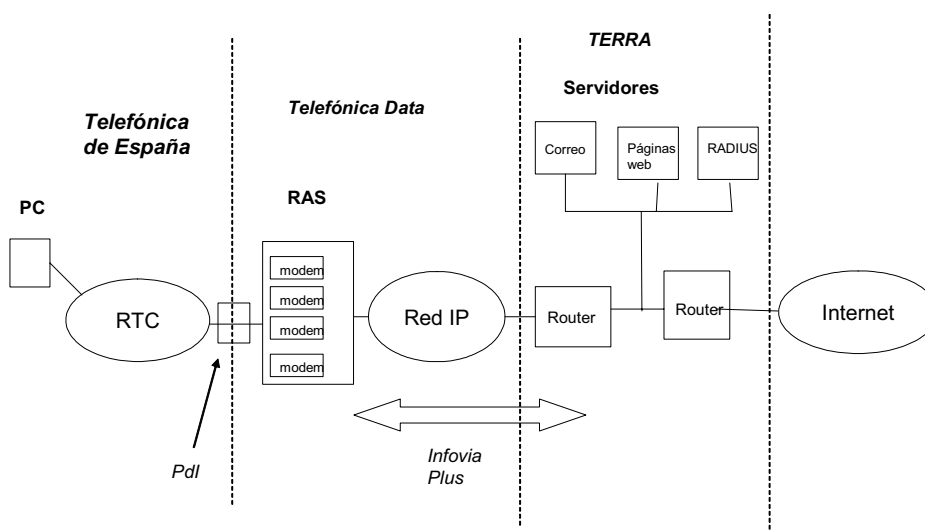 TERRA
Servidores
Telefónica Data
Telefónica
de España
Correo
Páginas
web
RADIUS
RAS
PC
modem
modem
modem
modem
RTC
Red IP
Router
Router
Internet
PdI
Infovia
Plus